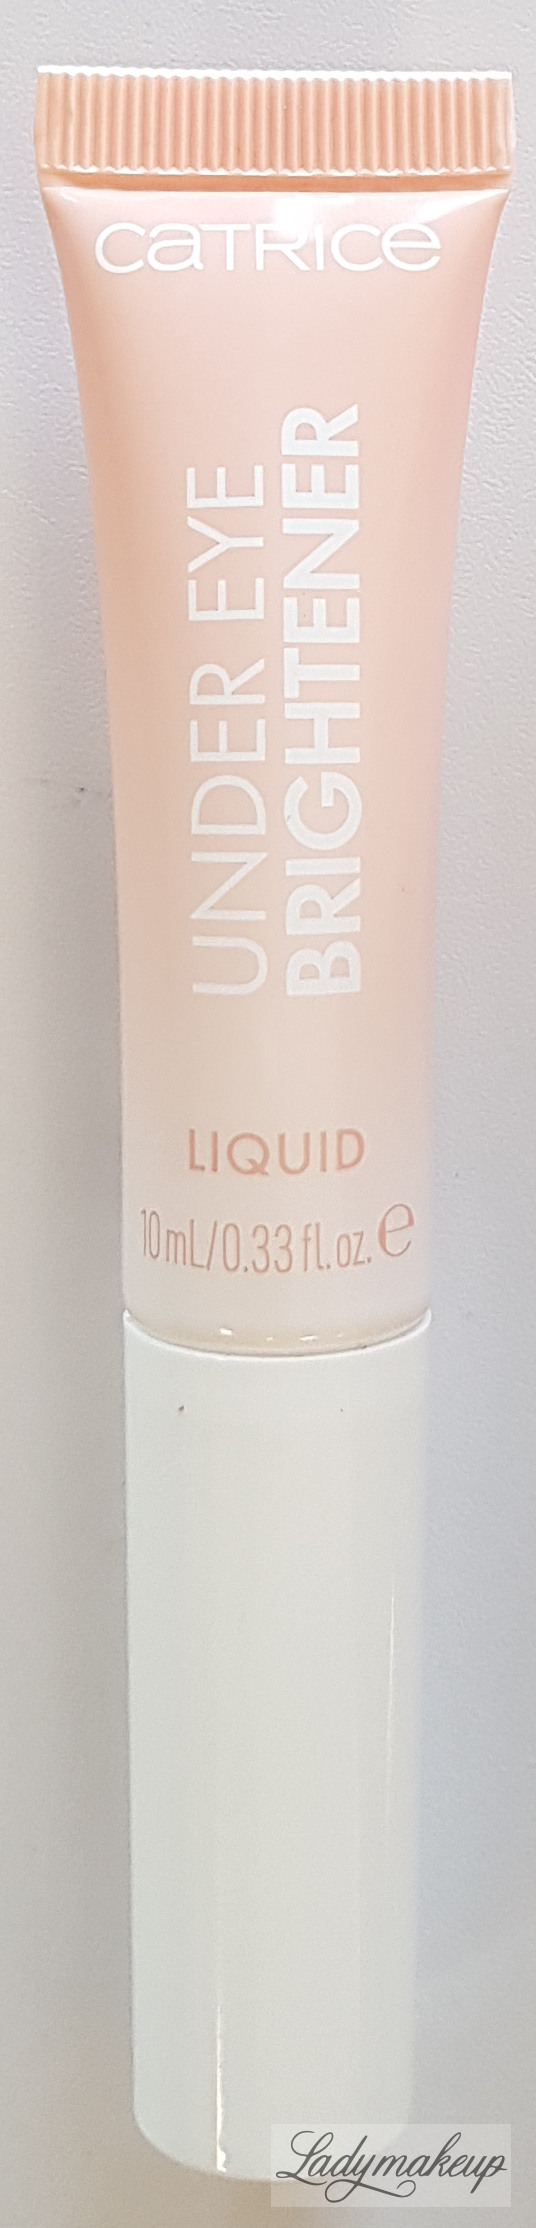 CATRICE
UNDER EYE
BRIGHTENER
LIQUID
10 mL/0.33 fl.oz. ℮
Ladymakeup